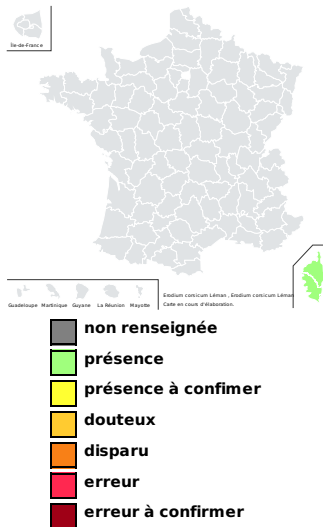 Île-de-France
Guadeloupe Martinique Guyane La Réunion Mayotte
Erodium corsicum Léman , Erodium corsicum Léman
Carte en cours d'élaboration.
non renseignée
présence
présence à confimer
douteux
disparu
erreur
erreur à confirmer